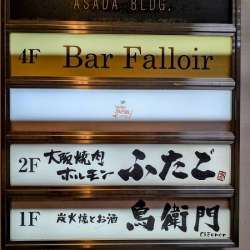 ASADA BLDG.
4F Bar Falloir
2F 大阪焼肉
ホルモン ふたご
1F 炭火焼とお酒 鳥衛門